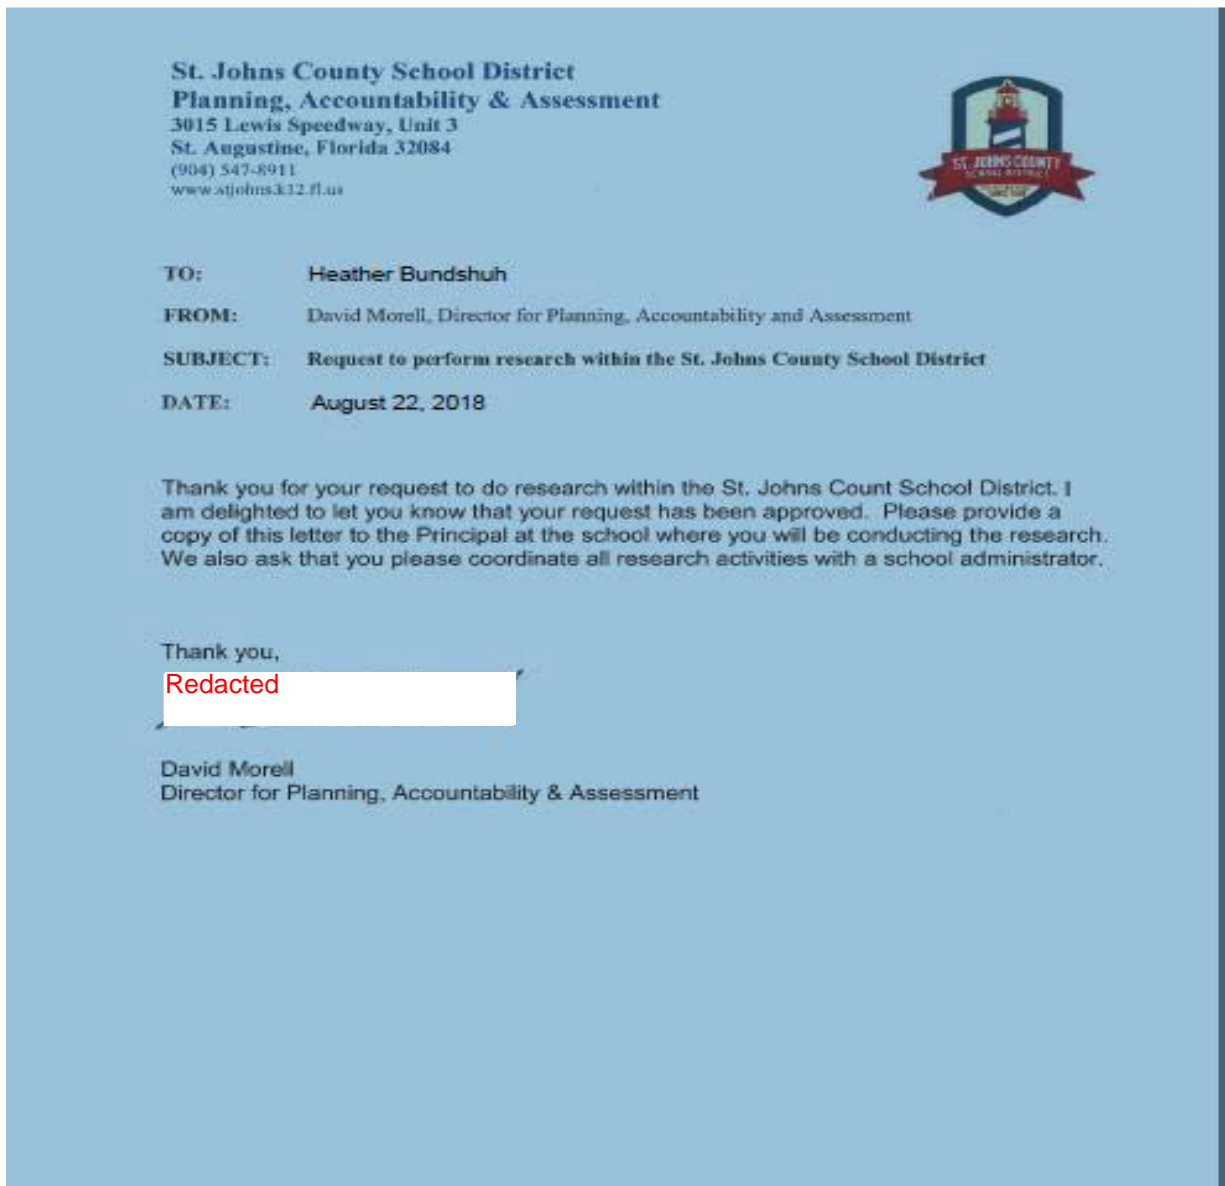 St. Johns County School District
Planning, Accountability & Assessment
3015 Lewis Speedway, Unit 3
St. Augustine, Florida 32084
(904) 547-8911
www.stjohns.k12.fl.us
ST. JOHNS COUNTY
SCHOOL DISTRICT
TO: Heather Bundshuh
FROM: David Morell, Director for Planning, Accountability and Assessment
SUBJECT: Request to perform research within the St. Johns County School District
DATE: August 22, 2018
Thank you for your request to do research within the St. Johns Count School District. I
am delighted to let you know that your request has been approved. Please provide a
copy of this letter to the Principal at the school where you will be conducting the research.
We also ask that you please coordinate all research activities with a school administrator.
Thank you,
Redacted
David Morell
Director for Planning, Accountability & Assessment